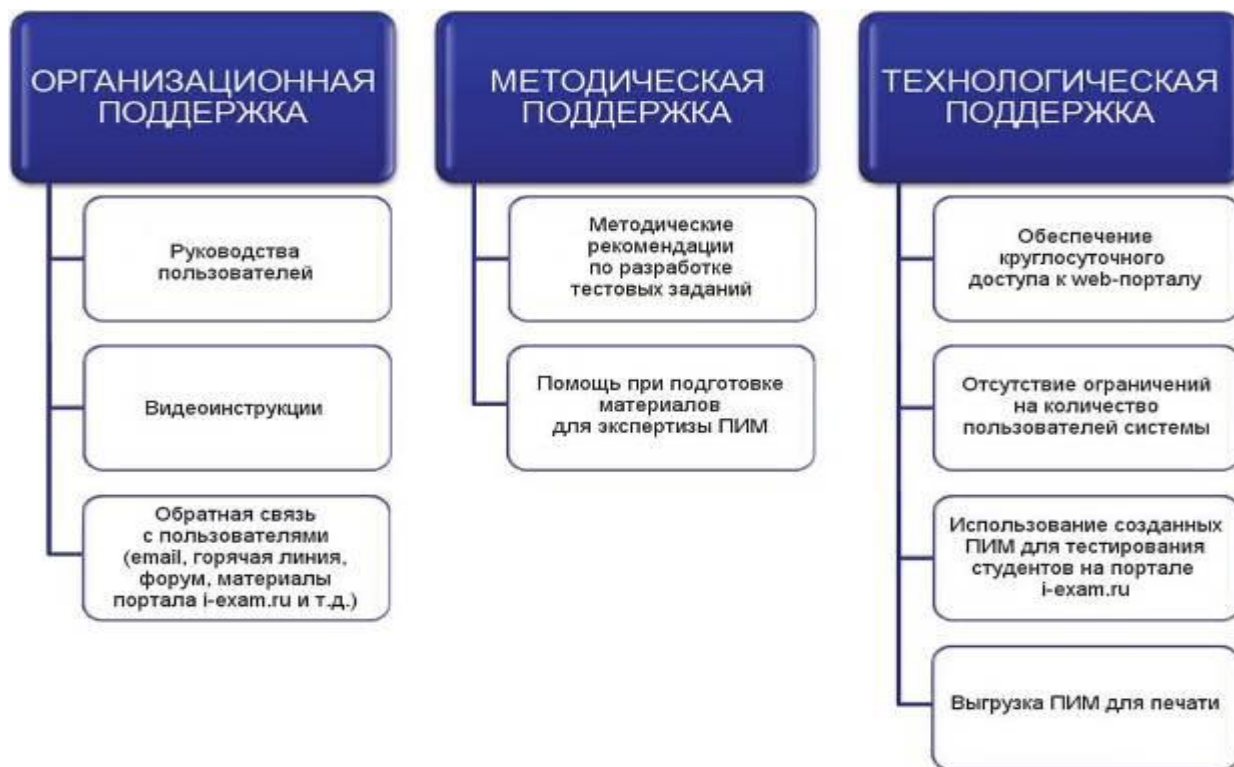 ОРГАНИЗАЦИОННАЯ
ПОДДЕРЖКА
Руководства
пользователей
Видеоинструкции
Обратная связь
с пользователями
(email, горячая линия,
форум, материалы
портала i-exam.ru и т.д.)
МЕТОДИЧЕСКАЯ
ПОДДЕРЖКА
Методические
рекомендации
по разработке
тестовых заданий
Помощь при подготовке
материалов
для экспертизы ПИМ
ТЕХНОЛОГИЧЕСКАЯ
ПОДДЕРЖКА
Обеспечение
круглосуточного
доступа к web-порталу
Отсутствие ограничений
на количество
пользователей системы
Использование созданных
ПИМ для тестирования
студентов на портале
i-exam.ru
Выгрузка ПИМ для печати